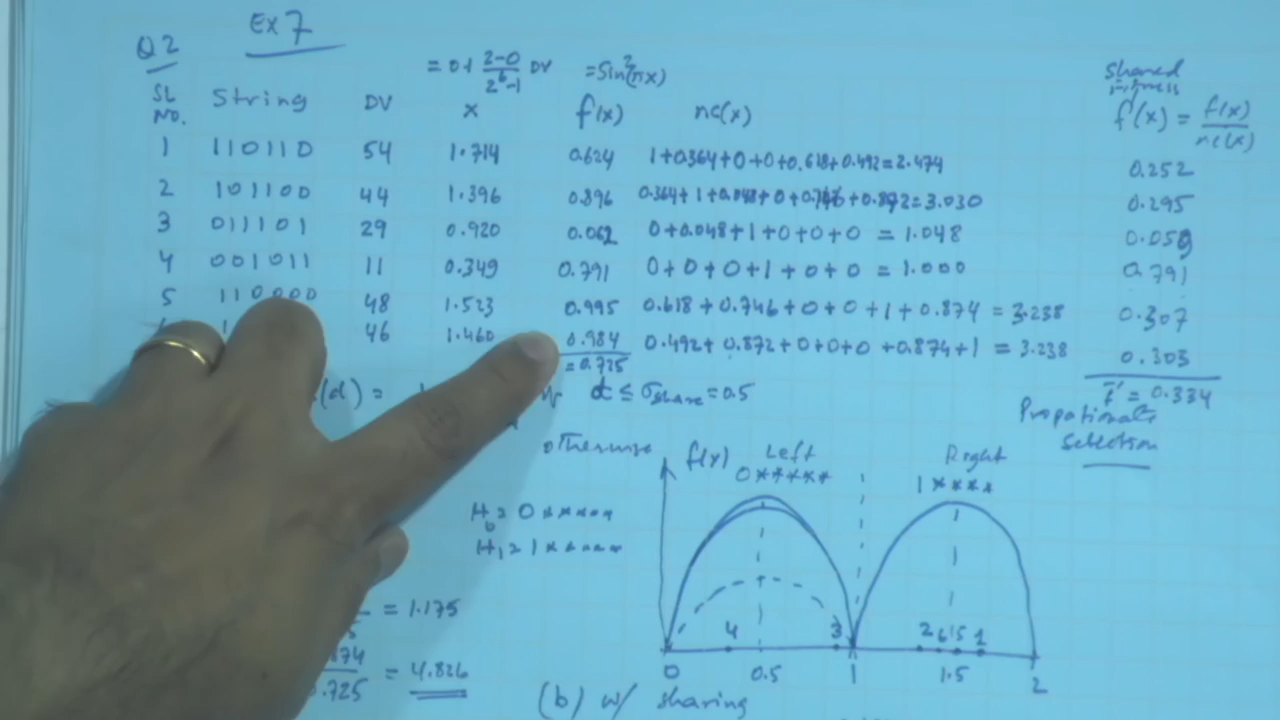 Q2 Ex 7
= 0 + 2-0 / 2^6-1 DV = Sin²(πx) Shared
SL No. String DV x f(x) nc(x) f'(x) = f(x) / nc(x)
1 110110 54 1.714 0.624 1+0.364+0+0+0.618+0.492=2.474 0.252
2 101100 44 1.396 0.896 0.364+1+0.048+0+0.746+0.872=3.030 0.295
3 011101 29 0.920 0.062 0+0.048+1+0+0+0 = 1.048 0.059
4 001011 11 0.349 0.791 0+0+0+1+0+0 = 1.000 0.791
5 110000 48 1.523 0.995 0.618+0.746+0+0+1+0.874 = 3.238 0.307
46 1.460 0.984 0.492+0.872+0+0+0+0.874+1 = 3.238 0.303
= 0.725 f̄' = 0.334
(d) = d ≤ σshare = 0.5 Proportionate
otherwise Selection
f(x) Left Right
0***** 1****
H0 = 0*****
H1 = 1*****
= 1.175
4 3 2 6 5 1
74 / 0.725 = 4.826
0 0.5 1 1.5 2
(b) w/ sharing